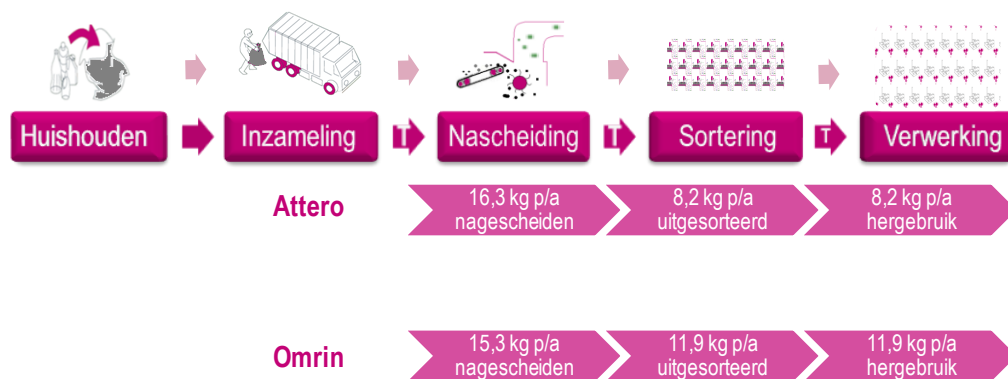 Huishouden
Inzameling
T
Nascheiding
T
Sortering
T
Verwerking
Attero
16,3 kg p/a
nagescheiden
8,2 kg p/a
uitgesorteerd
8,2 kg p/a
hergebruik
Omrin
15,3 kg p/a
nagescheiden
11,9 kg p/a
uitgesorteerd
11,9 kg p/a
hergebruik